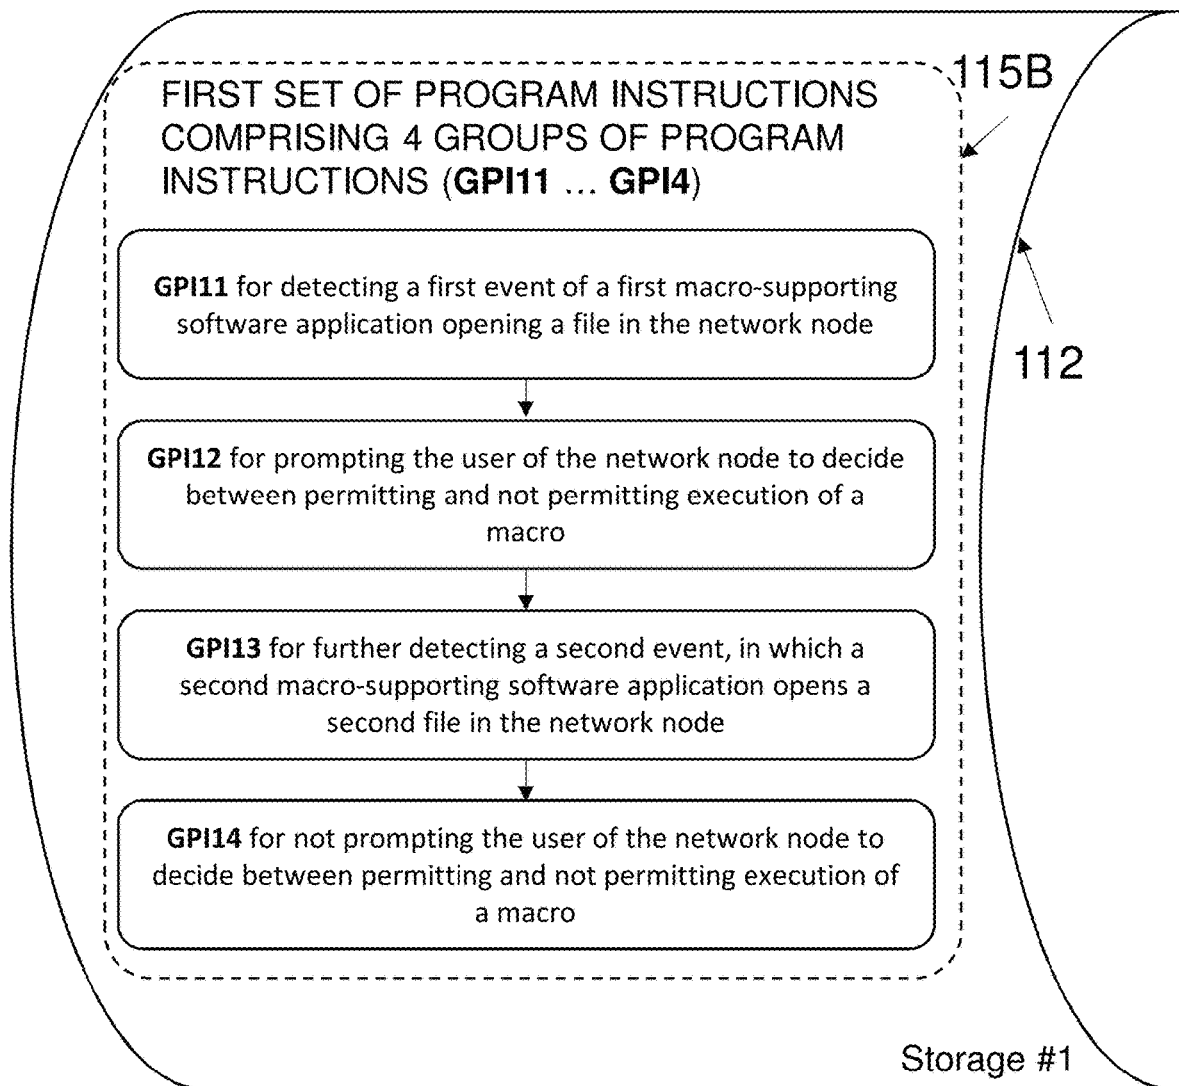 115B
FIRST SET OF PROGRAM INSTRUCTIONS
COMPRISING 4 GROUPS OF PROGRAM
INSTRUCTIONS (GPI11 ... GPI4)
GPI11 for detecting a first event of a first macro-supporting
software application opening a file in the network node
112
GPI12 for prompting the user of the network node to decide
between permitting and not permitting execution of a
macro
GPI13 for further detecting a second event, in which a
second macro-supporting software application opens a
second file in the network node
GPI14 for not prompting the user of the network node to
decide between permitting and not permitting execution of
a macro
Storage #1